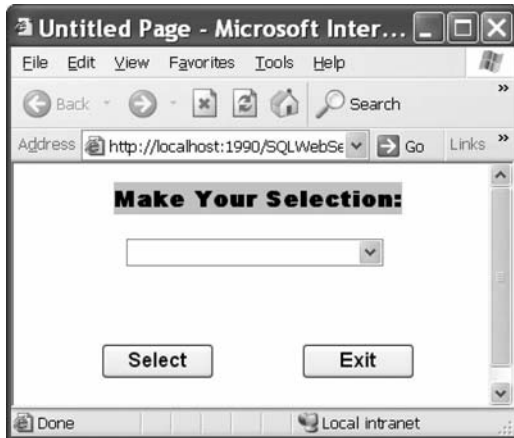 Untitled Page - Microsoft Inter...
File Edit View Favorites Tools Help
Back Search »
Address http://localhost:1990/SQLWebSe Go Links »
Make Your Selection:
Select Exit
Done Local intranet